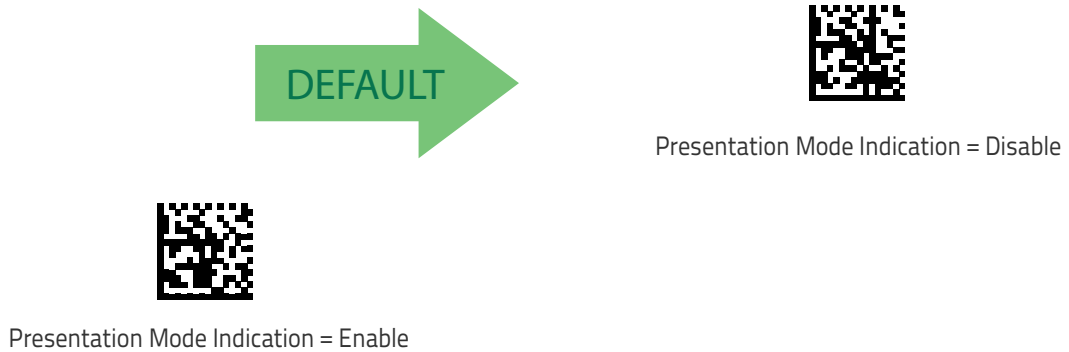 DEFAULT
Presentation Mode Indication = Disable
Presentation Mode Indication = Enable